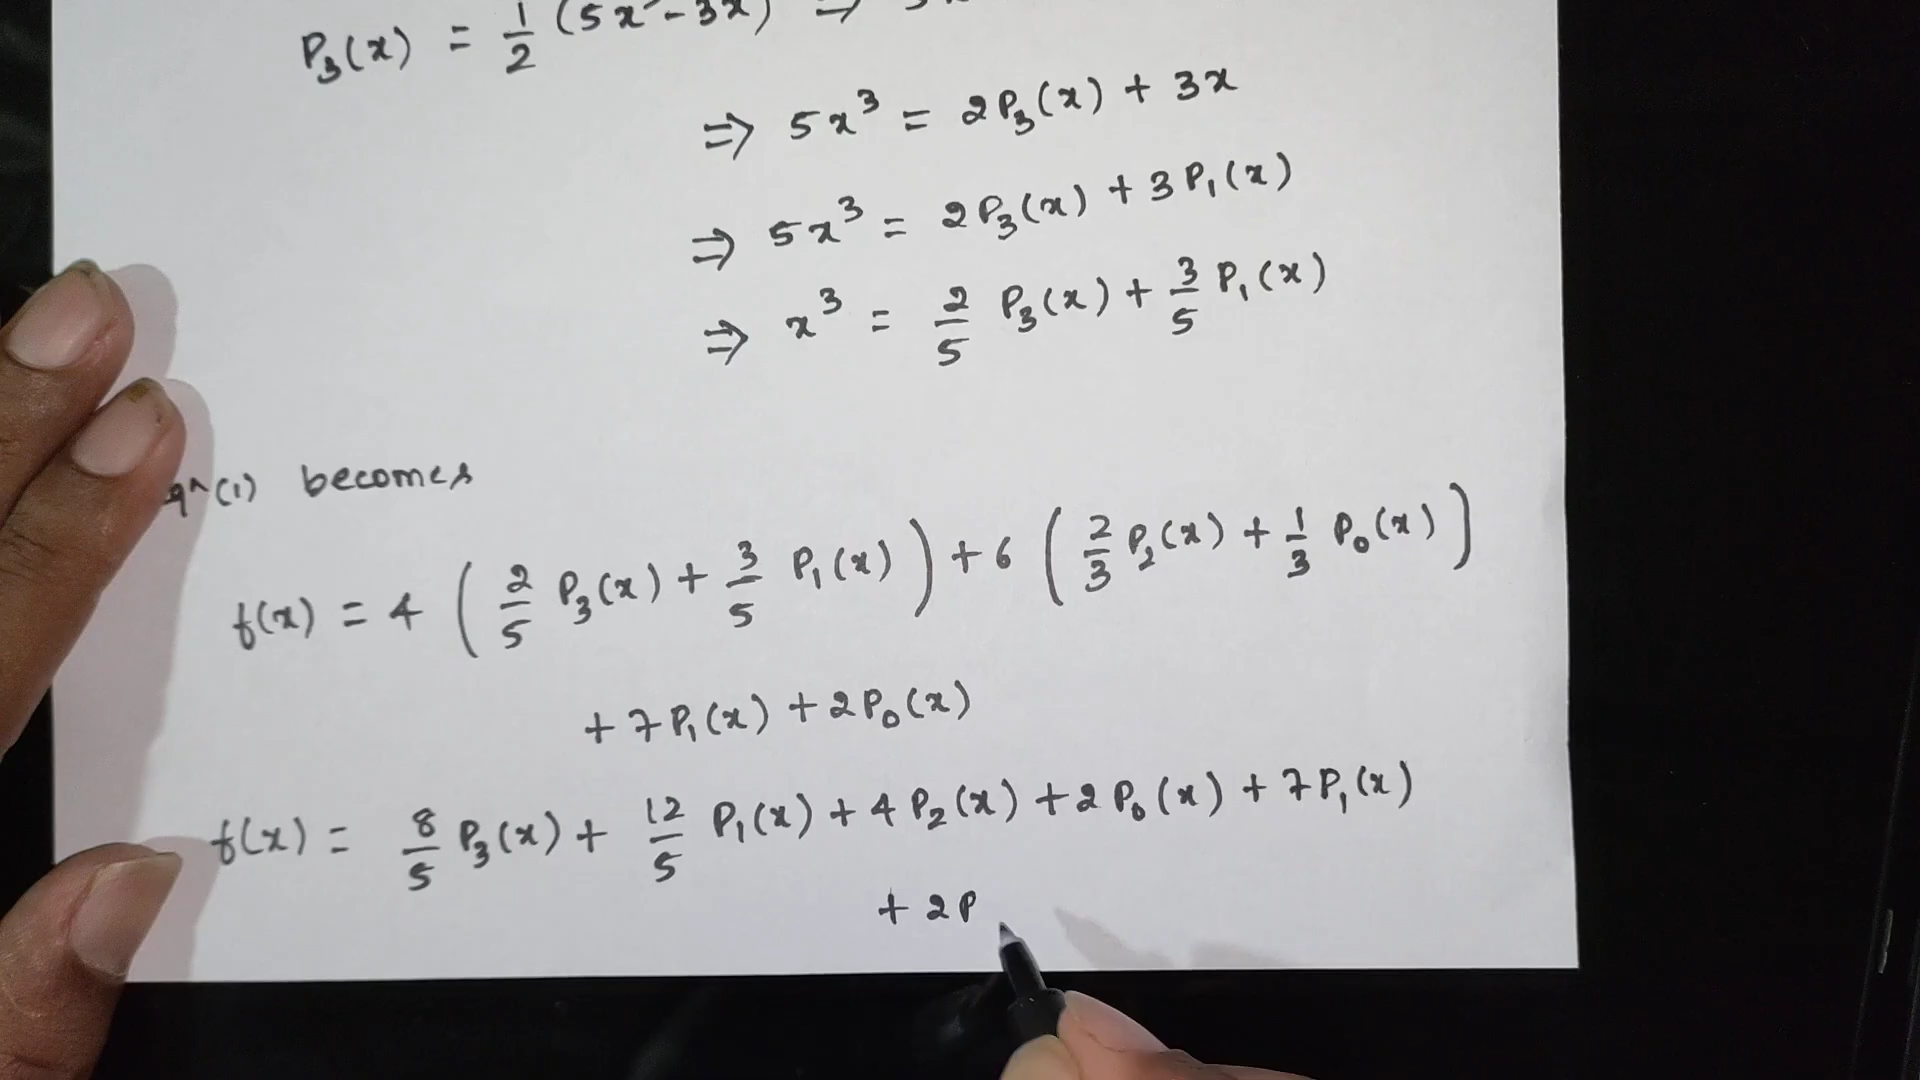 P₃(x) = 1/2 (5x - 3x) ⇒
⇒ 5x³ = 2P₃(x) + 3x
⇒ 5x³ = 2P₃(x) + 3P₁(x)
⇒ x³ = 2/5 P₃(x) + 3/5 P₁(x)
qⁿ(1) becomes
f(x) = 4 ( 2/5 P₃(x) + 3/5 P₁(x) ) + 6 ( 2/3 P₂(x) + 1/3 P₀(x) )
+ 7P₁(x) + 2P₀(x)
f(x) = 8/5 P₃(x) + 12/5 P₁(x) + 4P₂(x) + 2P₀(x) + 7P₁(x)
+ 2P